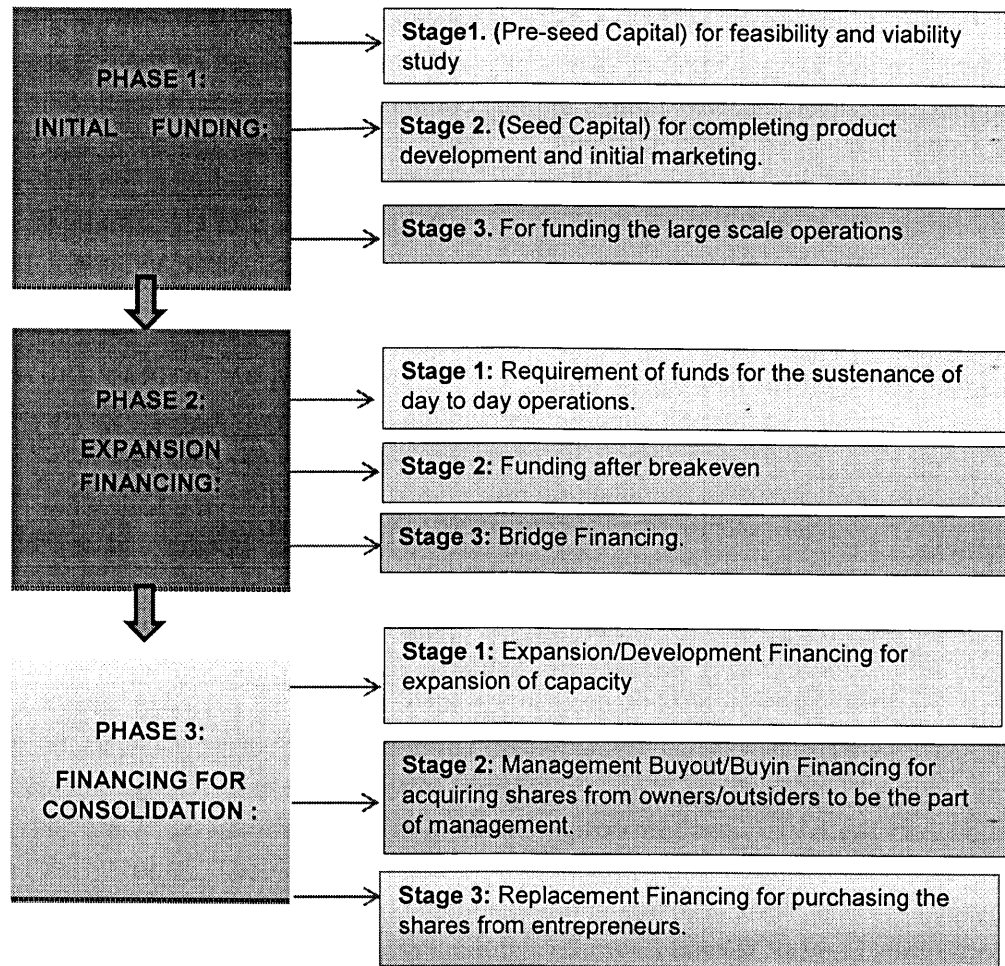 PHASE 1:
INITIAL FUNDING:
Stage1. (Pre-seed Capital) for feasibility and viability
study
Stage 2. (Seed Capital) for completing product
development and initial marketing.
Stage 3. For funding the large scale operations
PHASE 2:
EXPANSION
FINANCING:
Stage 1: Requirement of funds for the sustenance of
day to day operations.
Stage 2: Funding after breakeven
Stage 3: Bridge Financing.
PHASE 3:
FINANCING FOR
CONSOLIDATION :
Stage 1: Expansion/Development Financing for
expansion of capacity
Stage 2: Management Buyout/Buyin Financing for
acquiring shares from owners/outsiders to be the part
of management.
Stage 3: Replacement Financing for purchasing the
shares from entrepreneurs.